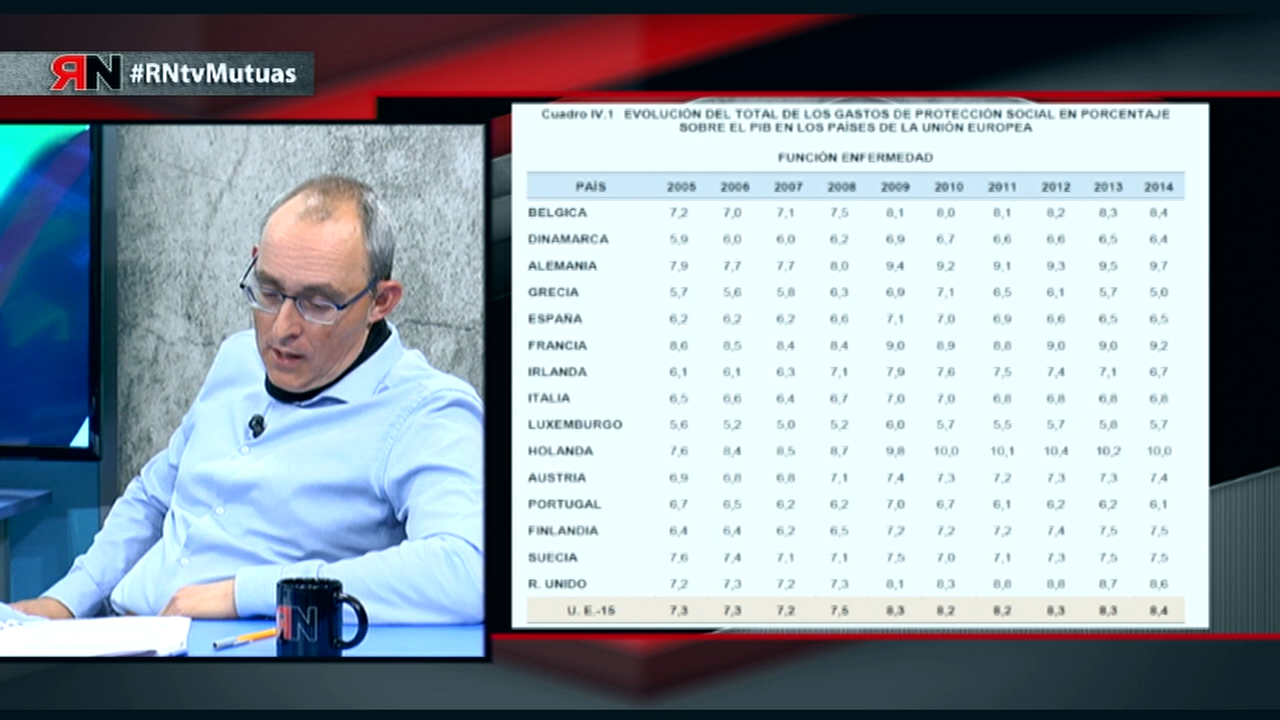 RN #RNtvMutuas
Cuadro IV.1 EVOLUCIÓN DEL TOTAL DE LOS GASTOS DE PROTECCIÓN SOCIAL EN PORCENTAJE
SOBRE EL PIB EN LOS PAÍSES DE LA UNIÓN EUROPEA
FUNCIÓN ENFERMEDAD
PAÍS 2005 2006 2007 2008 2009 2010 2011 2012 2013 2014
BELGICA 7,2 7,0 7,1 7,5 8,1 8,0 8,1 8,2 8,3 8,4
DINAMARCA 5,9 6,0 6,0 6,2 6,9 6,7 6,6 6,6 6,5 6,4
ALEMANIA 7,9 7,7 7,7 8,0 9,4 9,2 9,1 9,3 9,5 9,7
GRECIA 5,7 5,6 5,8 6,3 6,9 7,1 6,5 6,1 5,7 5,0
ESPAÑA 6,2 6,2 6,2 6,6 7,1 7,0 6,9 6,6 6,5 6,5
FRANCIA 8,6 8,5 8,4 8,4 9,0 8,9 8,8 9,0 9,0 9,2
IRLANDA 6,1 6,1 6,3 7,1 7,9 7,6 7,5 7,4 7,1 6,7
ITALIA 6,5 6,6 6,4 6,7 7,0 7,0 6,8 6,8 6,8 6,8
LUXEMBURGO 5,6 5,2 5,0 5,2 6,0 5,7 5,5 5,7 5,8 5,7
HOLANDA 7,6 8,4 8,5 8,7 9,8 10,0 10,1 10,4 10,2 10,0
AUSTRIA 6,9 6,8 6,8 7,1 7,4 7,3 7,2 7,3 7,3 7,4
PORTUGAL 6,7 6,5 6,2 6,2 7,0 6,7 6,1 6,2 6,2 6,1
FINLANDIA 6,4 6,4 6,2 6,5 7,2 7,2 7,2 7,4 7,5 7,5
SUECIA 7,6 7,4 7,1 7,1 7,5 7,0 7,1 7,3 7,5 7,5
R. UNIDO 7,2 7,3 7,2 7,3 8,1 8,3 8,8 8,8 8,7 8,6
U. E.-15 7,3 7,3 7,2 7,5 8,3 8,2 8,2 8,3 8,3 8,4
RN